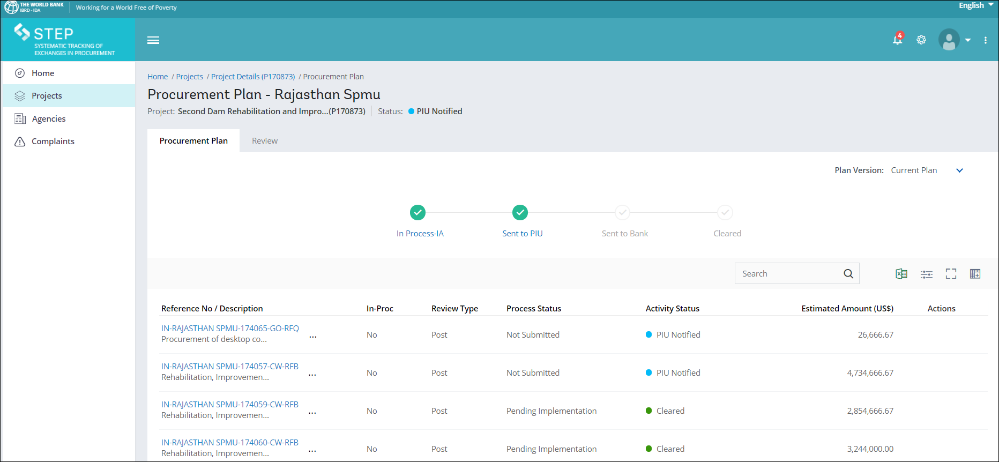 THE WORLD BANK
IBRD - IDA
Working for a World Free of Poverty
English
STEP
SYSTEMATIC TRACKING OF
EXCHANGES IN PROCUREMENT
4
Home
Projects
Agencies
Complaints
Home / Projects / Project Details (P170873) / Procurement Plan
Procurement Plan - Rajasthan Spmu
Project: Second Dam Rehabilitation and Impro...(P170873) Status: PIU Notified
Procurement Plan Review
Plan Version: Current Plan
In Process-IA Sent to PIU Sent to Bank Cleared
Search
Reference No / Description In-Proc Review Type Process Status Activity Status Estimated Amount (US$) Actions
IN-RAJASTHAN SPMU-174065-GO-RFQ
Procurement of desktop co... ... No Post Not Submitted PIU Notified 26,666.67
IN-RAJASTHAN SPMU-174057-CW-RFB
Rehabilitation, Improvemen... ... No Post Not Submitted PIU Notified 4,734,666.67
IN-RAJASTHAN SPMU-174059-CW-RFB
Rehabilitation, Improvemen... ... No Post Pending Implementation Cleared 2,854,666.67
IN-RAJASTHAN SPMU-174060-CW-RFB
Rehabilitation, Improvemen... ... No Post Pending Implementation Cleared 3,244,000.00